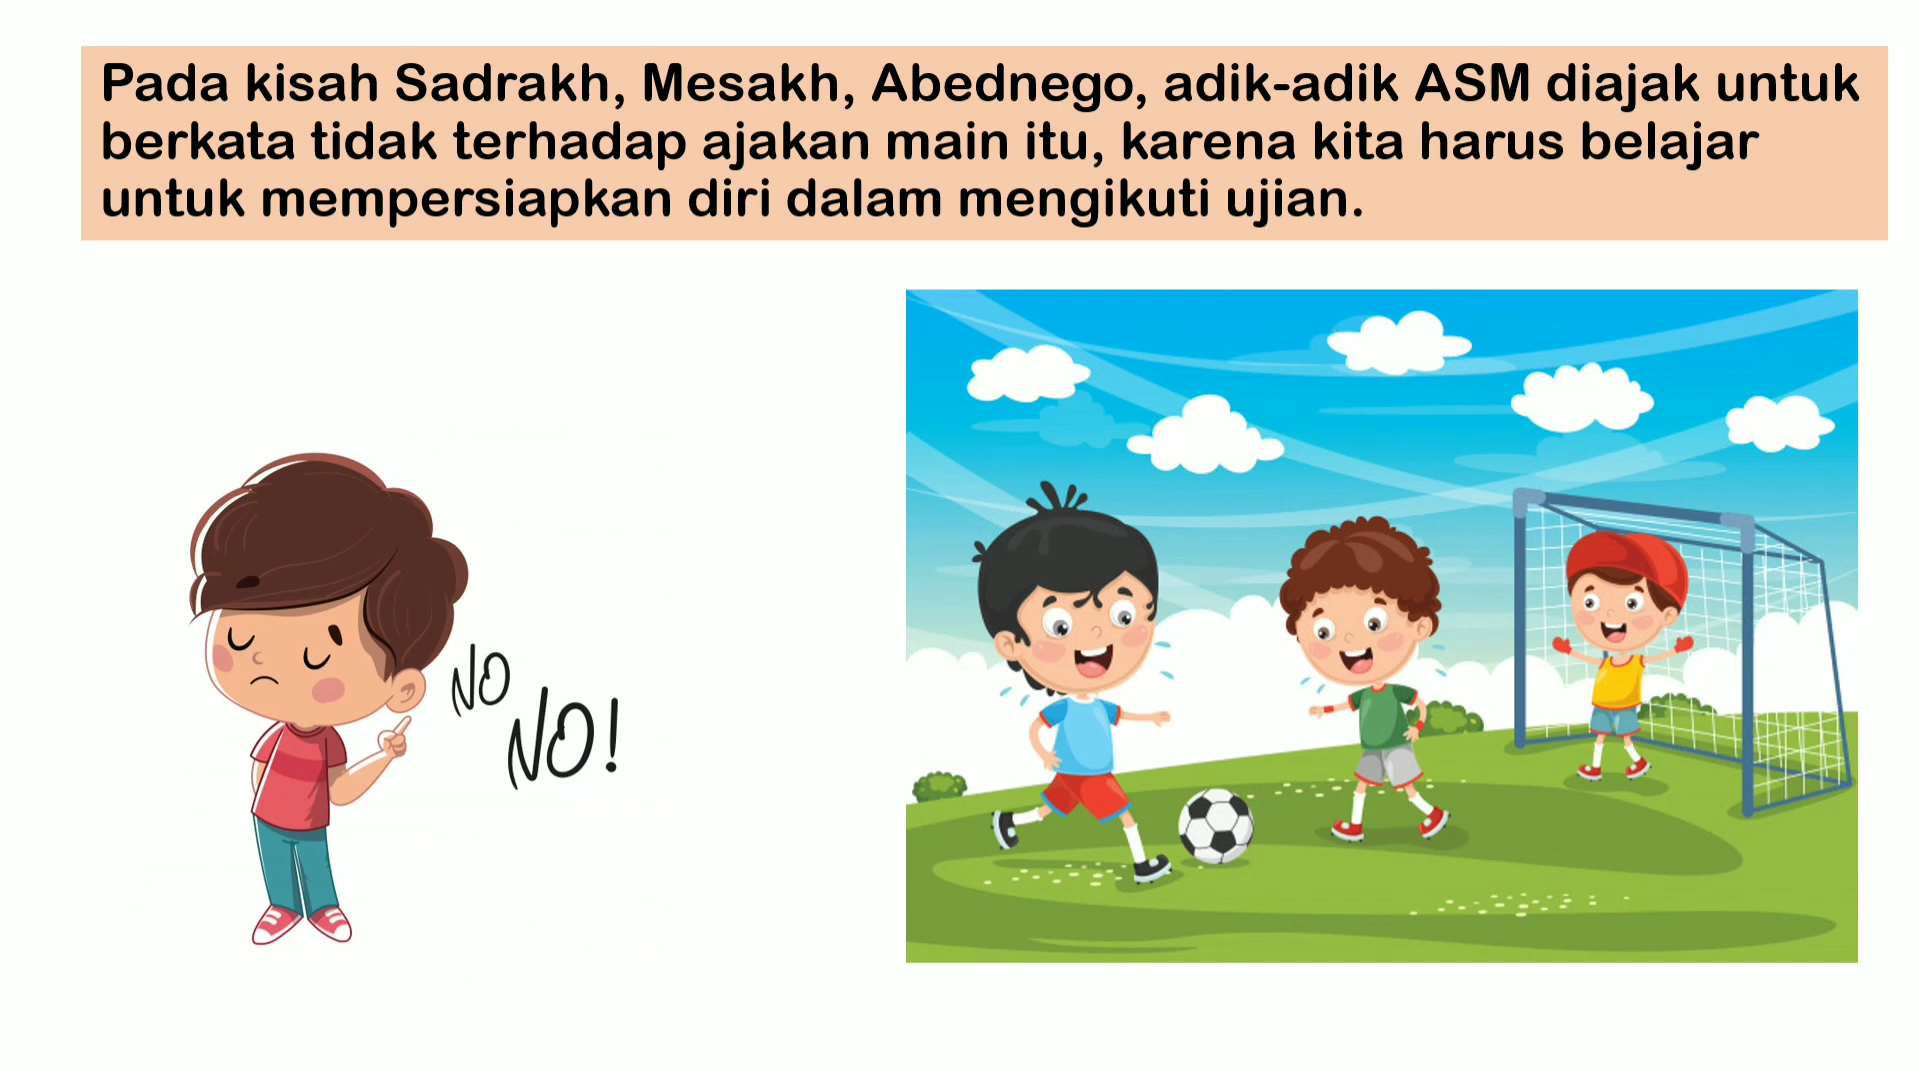 Pada kisah Sadrakh, Mesakh, Abednego, adik-adik ASM diajak untuk
berkata tidak terhadap ajakan main itu, karena kita harus belajar
untuk mempersiapkan diri dalam mengikuti ujian.
NO
NO!